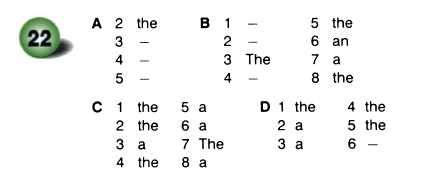 22
A 2 the B 1 – 5 the
3 – 2 – 6 an
4 – 3 The 7 a
5 – 4 – 8 the
C 1 the 5 a D 1 the 4 the
2 the 6 a 2 a 5 the
3 a 7 The 3 a 6 –
4 the 8 a